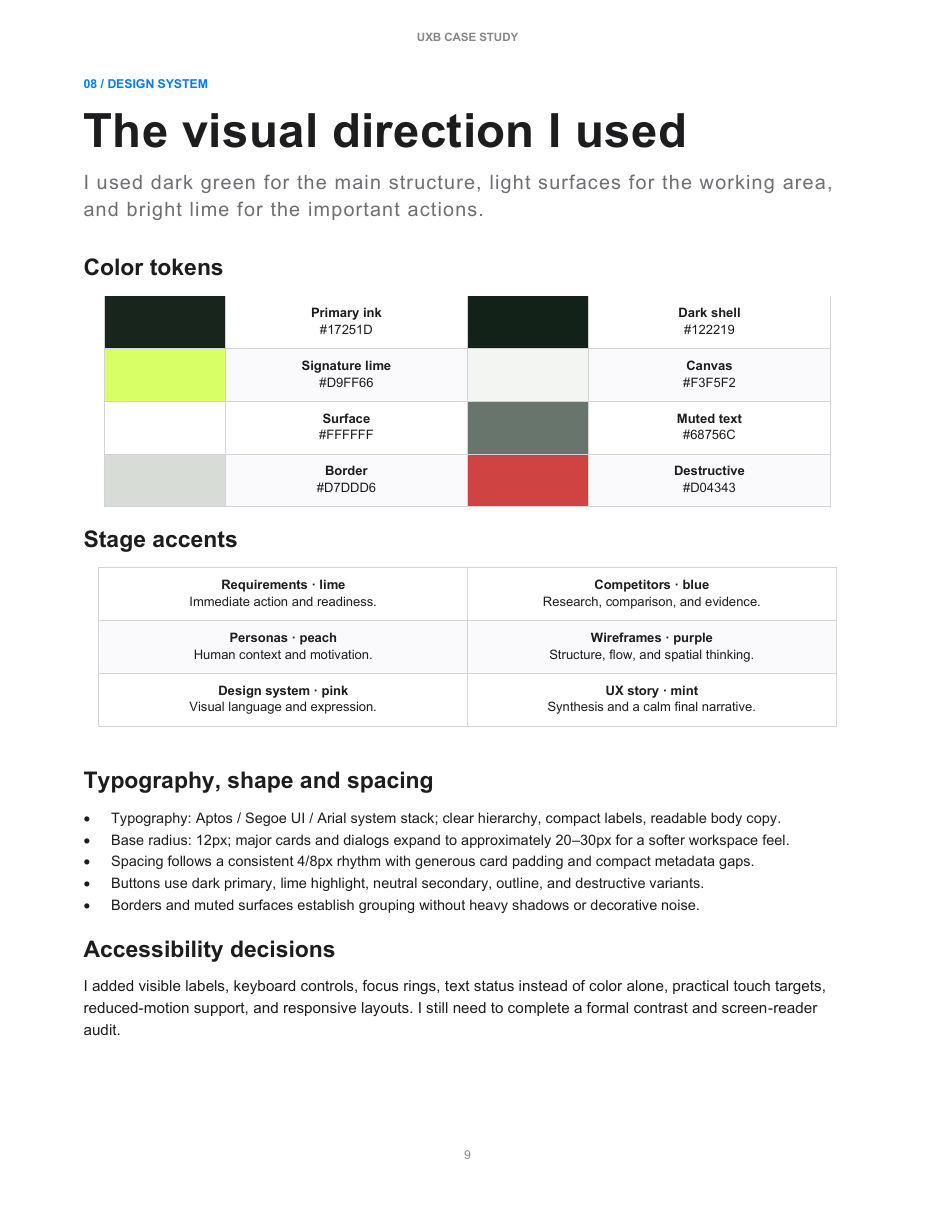 UXB CASE STUDY
08 / DESIGN SYSTEM
The visual direction I used
I used dark green for the main structure, light surfaces for the working area,
and bright lime for the important actions.
Color tokens
Primary ink
#17251D
Dark shell
#122219
Signature lime
#D9FF66
Canvas
#F3F5F2
Surface
#FFFFFF
Muted text
#68756C
Border
#D7DDD6
Destructive
#D04343
Stage accents
Requirements · lime
Immediate action and readiness.
Competitors · blue
Research, comparison, and evidence.
Personas · peach
Human context and motivation.
Wireframes · purple
Structure, flow, and spatial thinking.
Design system · pink
Visual language and expression.
UX story · mint
Synthesis and a calm final narrative.
Typography, shape and spacing
• Typography: Aptos / Segoe UI / Arial system stack; clear hierarchy, compact labels, readable body copy.
• Base radius: 12px; major cards and dialogs expand to approximately 20–30px for a softer workspace feel.
• Spacing follows a consistent 4/8px rhythm with generous card padding and compact metadata gaps.
• Buttons use dark primary, lime highlight, neutral secondary, outline, and destructive variants.
• Borders and muted surfaces establish grouping without heavy shadows or decorative noise.
Accessibility decisions
I added visible labels, keyboard controls, focus rings, text status instead of color alone, practical touch targets,
reduced-motion support, and responsive layouts. I still need to complete a formal contrast and screen-reader
audit.
9